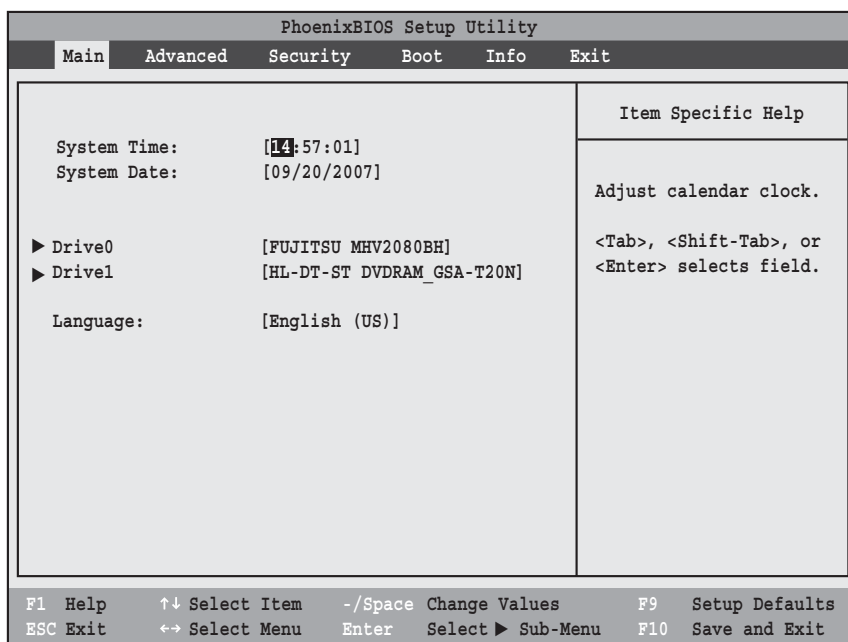 PhoenixBIOS Setup Utility
Main Advanced Security Boot Info Exit
Item Specific Help
System Time: [14:57:01]
System Date: [09/20/2007]
Adjust calendar clock.
<Tab>, <Shift-Tab>, or
<Enter> selects field.
▶ Drive0 [FUJITSU MHV2080BH]
▶ Drive1 [HL-DT-ST DVDRAM_GSA-T20N]
Language: [English (US)]
F1 Help ↑↓ Select Item -/Space Change Values F9 Setup Defaults
ESC Exit ←→ Select Menu Enter Select ▶ Sub-Menu F10 Save and Exit